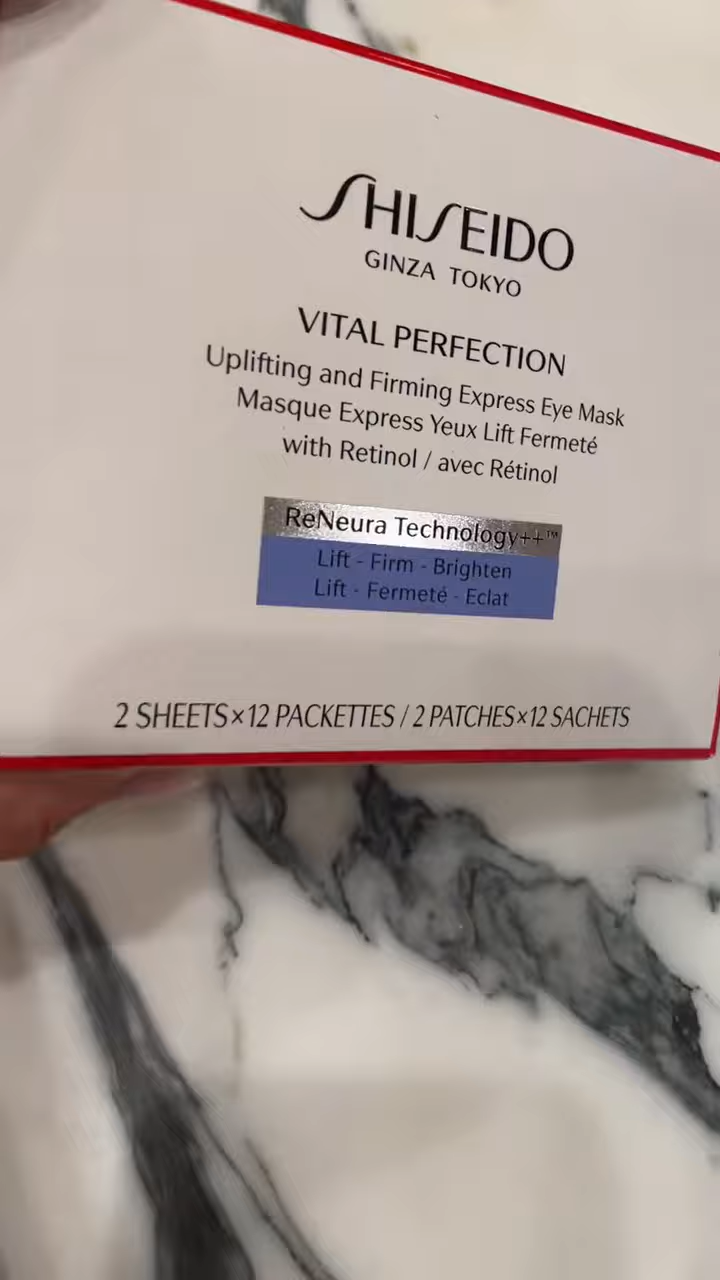 SHISEIDO
GINZA TOKYO
VITAL PERFECTION
Uplifting and Firming Express Eye Mask
Masque Express Yeux Lift Fermeté
with Retinol / avec Rétinol
ReNeura Technology++™
Lift - Firm - Brighten
Lift - Fermeté - Eclat
2 SHEETS×12 PACKETTES / 2 PATCHES×12 SACHETS